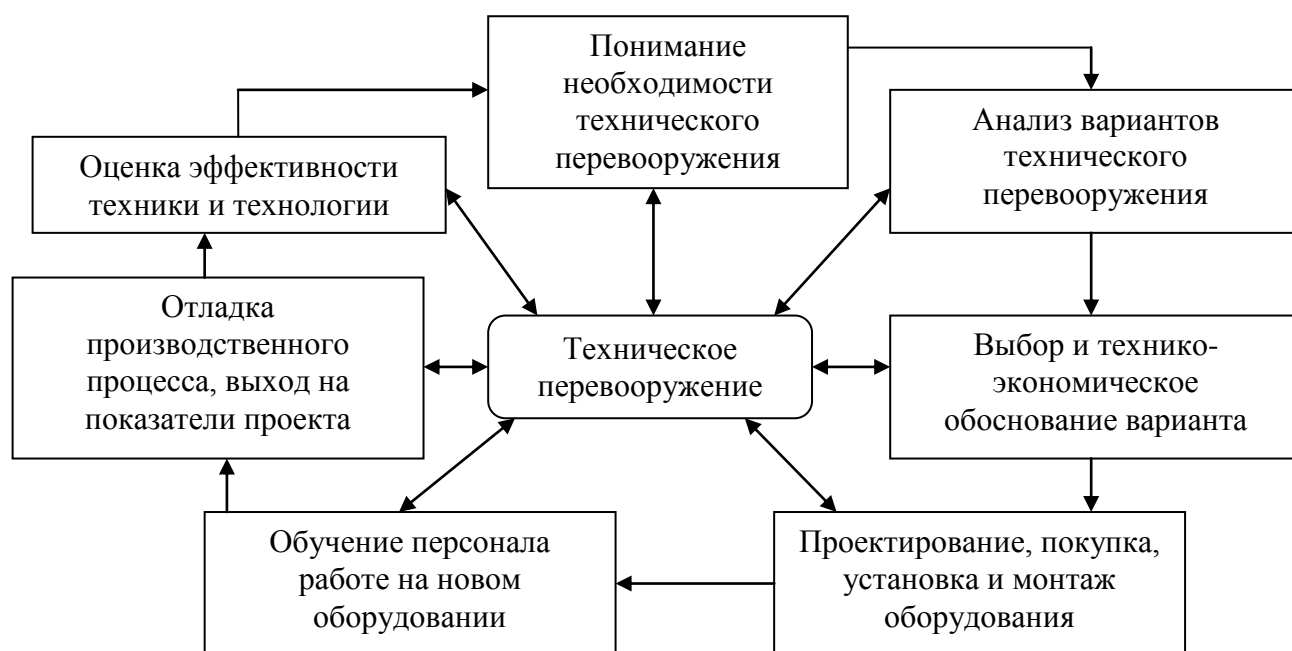 Понимание
необходимости
технического
перевооружения
Анализ вариантов
технического
перевооружения
Оценка эффективности
техники и технологии
Отладка
производственного
процесса, выход на
показатели проекта
Техническое
перевооружение
Выбор и технико-
экономическое
обоснование варианта
Обучение персонала
работе на новом
оборудовании
Проектирование, покупка,
установка и монтаж
оборудования